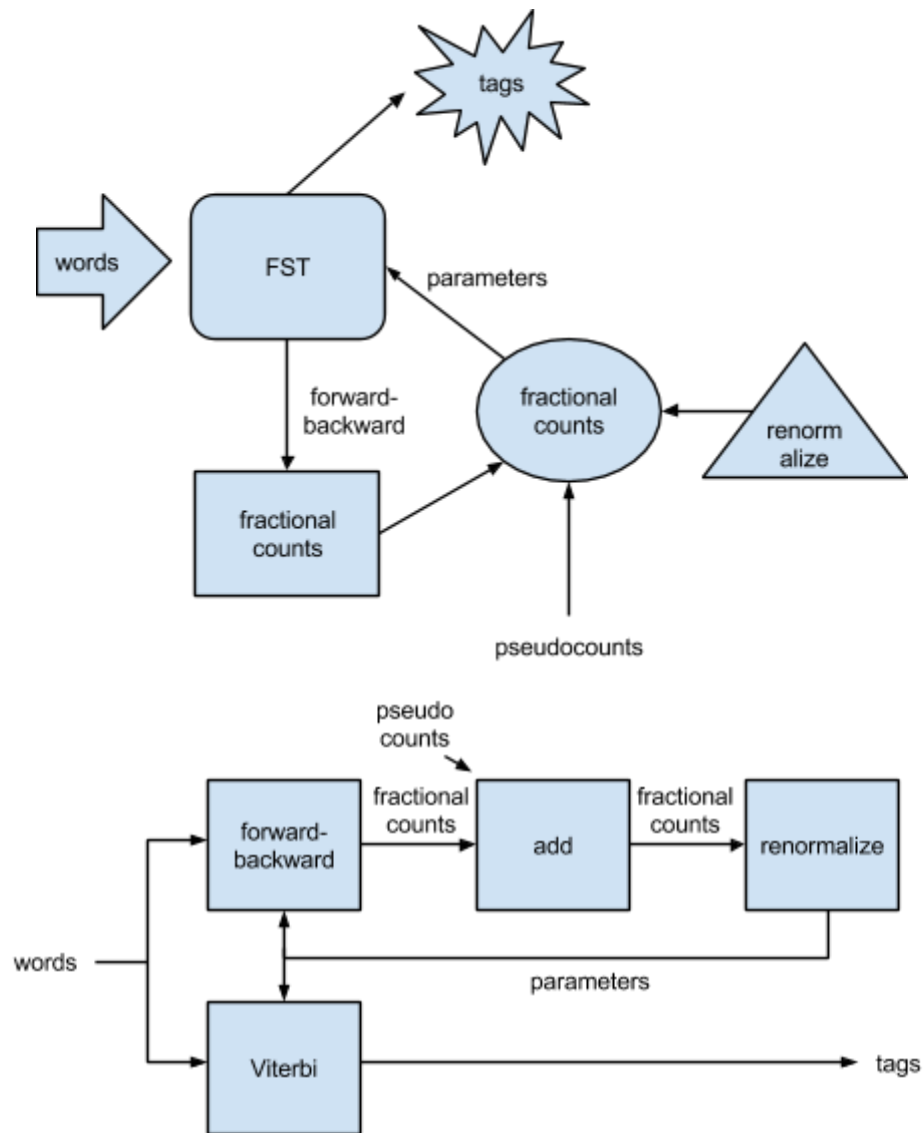 tags
words
FST
parameters
forward-
backward
fractional
counts
renorm
alize
fractional
counts
pseudocounts
pseudo
counts
forward-
backward
fractional
counts
add
fractional
counts
renormalize
words
parameters
Viterbi
tags